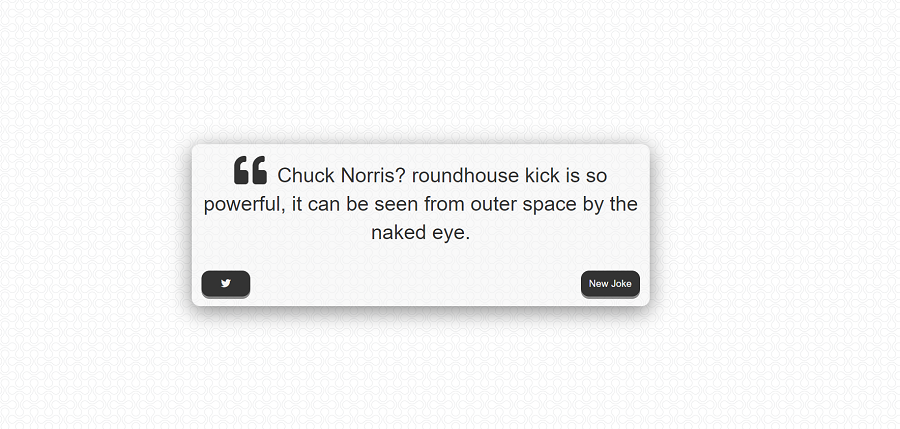 Chuck Norris? roundhouse kick is so
powerful, it can be seen from outer space by the
naked eye.
New Joke